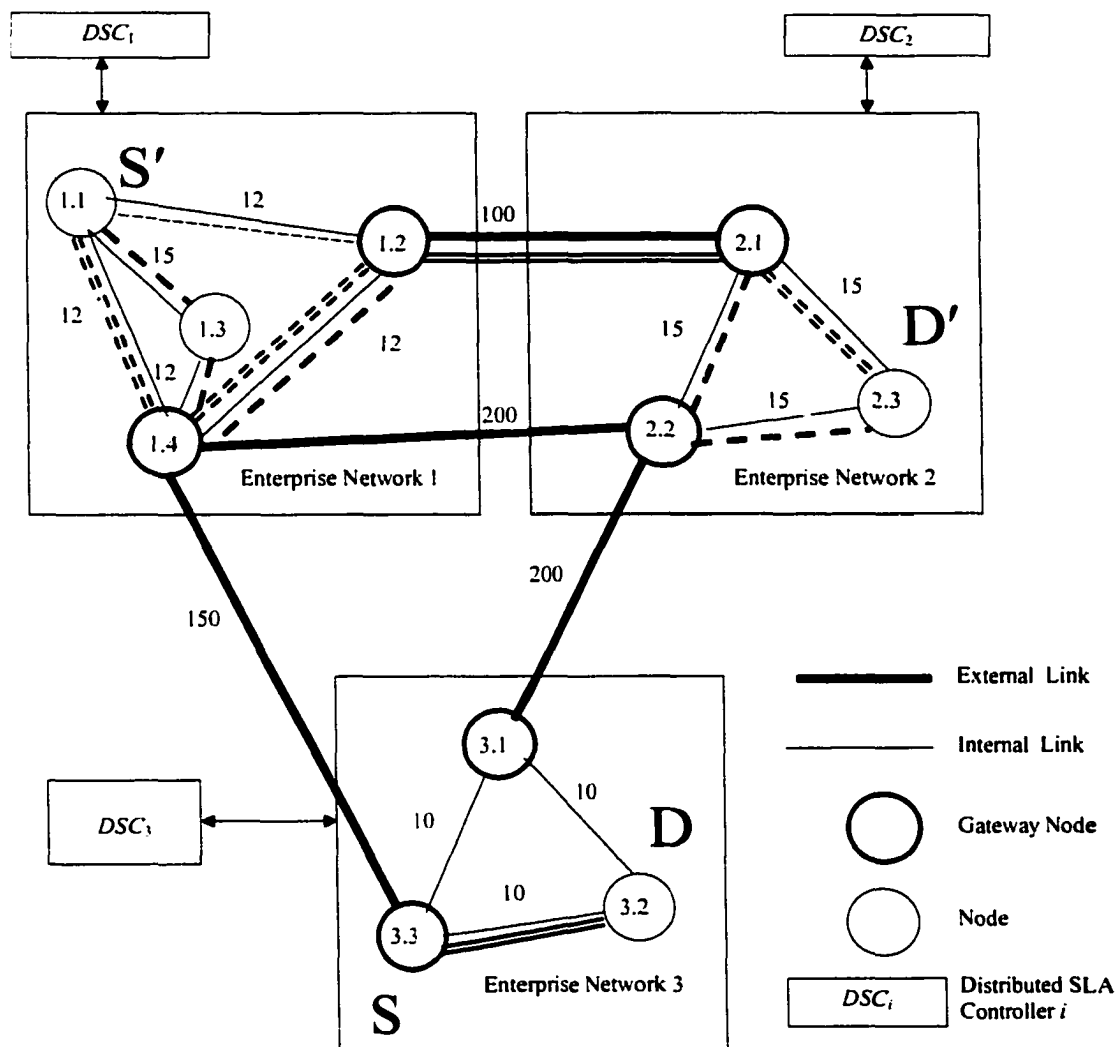 DSC1
DSC2
S'
1.1
12
1.2
100
2.1
15
15
D'
12
1.3
12
12
15
15
2.3
1.4
200
2.2
Enterprise Network 1
Enterprise Network 2
200
150
External Link
3.1
Internal Link
10
10
DSC3
D
Gateway Node
10
3.2
3.3
Node
S
Enterprise Network 3
DSCi
Distributed SLA
Controller i